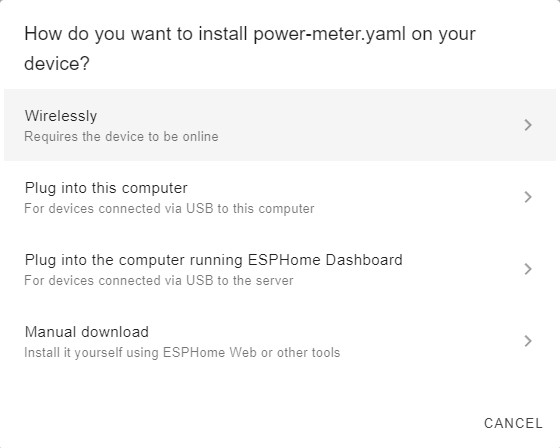 How do you want to install power-meter.yaml on your
device?
Wirelessly
Requires the device to be online
Plug into this computer
For devices connected via USB to this computer
Plug into the computer running ESPHome Dashboard
For devices connected via USB to the server
Manual download
Install it yourself using ESPHome Web or other tools
CANCEL